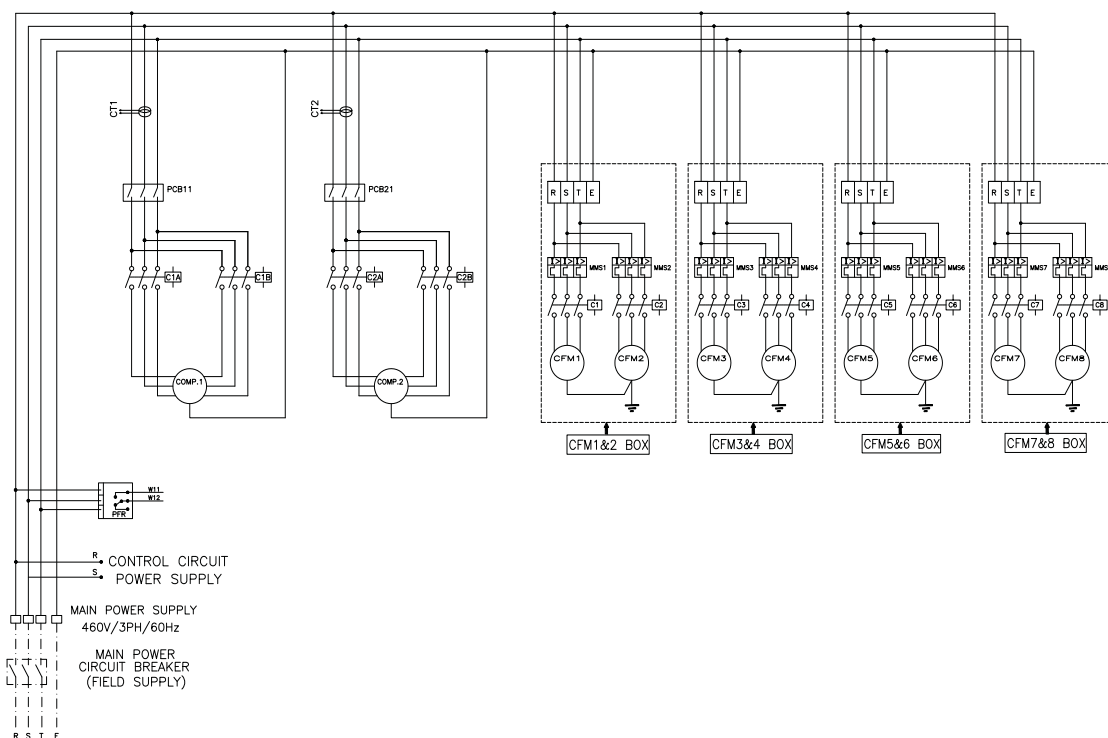 CT1
CT2
PCB11
PCB21
R S T E
R S T E
R S T E
R S T E
C1A
C1B
C2A
C2B
MMS1
MMS2
MMS3
MMS4
MMS5
MMS6
MMS7
C1
C2
C3
C4
C5
C6
C7
C8
CFM1
CFM2
CFM3
CFM4
CFM5
CFM6
CFM7
CFM8
COMP.1
COMP.2
CFM1&2 BOX
CFM3&4 BOX
CFM5&6 BOX
CFM7&8 BOX
W11
W12
PFR
R
CONTROL CIRCUIT
S
POWER SUPPLY
MAIN POWER SUPPLY
460V/3PH/60Hz
MAIN POWER
CIRCUIT BREAKER
(FIELD SUPPLY)
R S T E